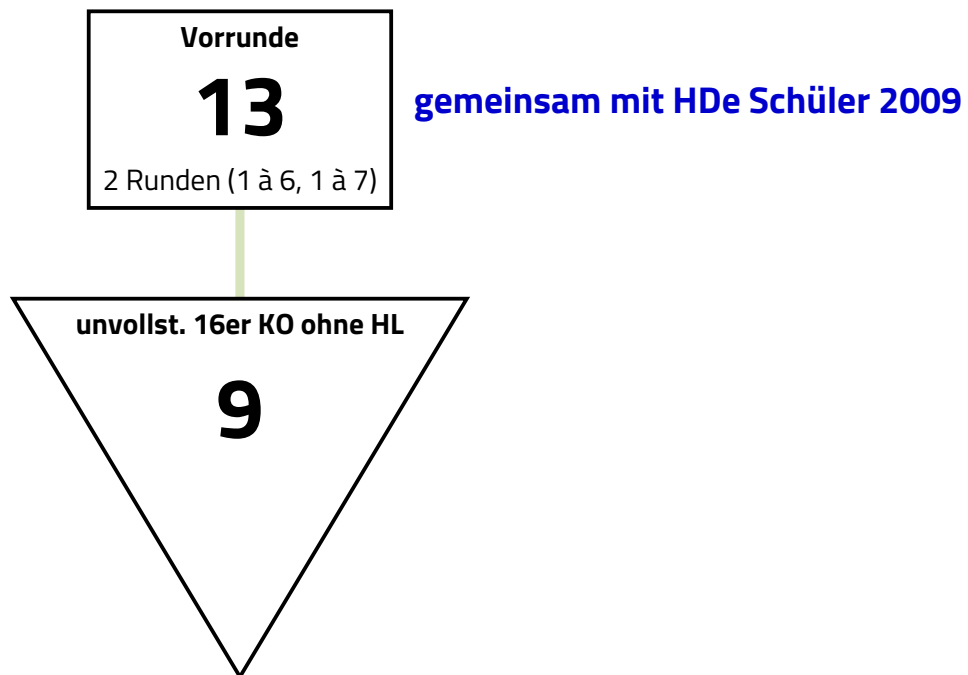 Vorrunde
13
2 Runden (1 à 6, 1 à 7)
gemeinsam mit HDe Schüler 2009
unvollst. 16er KO ohne HL
9